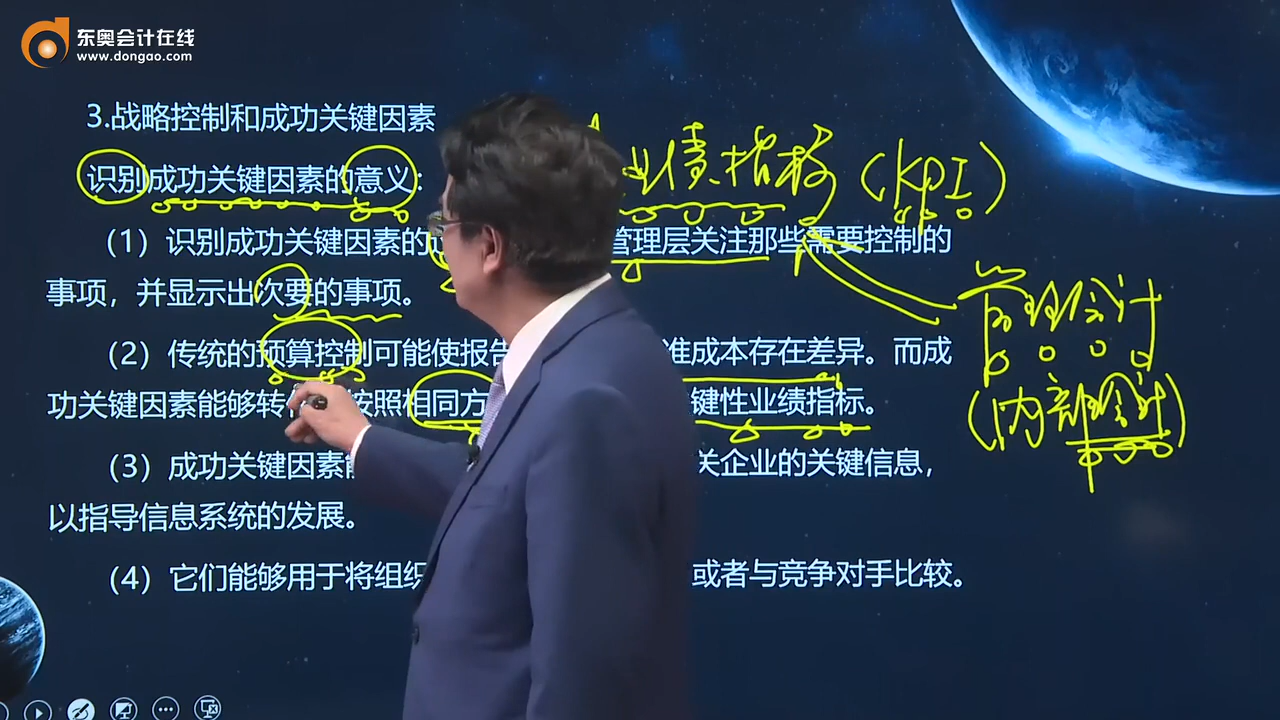 东奥会计在线
www.dongao.com
3.战略控制和成功关键因素
识别成功关键因素的意义：
业绩指标（KPI）
（1）识别成功关键因素的 管理层关注那些需要控制的
事项，并显示出次要的事项。
管理会计
（2）传统的预算控制可能使报告 准成本存在差异。而成
功关键因素能够转 按照相同方 键性业绩指标。
（内部会计）
（3）成功关键因素能 关企业的关键信息，
以指导信息系统的发展。
（4）它们能够用于将组织 或者与竞争对手比较。